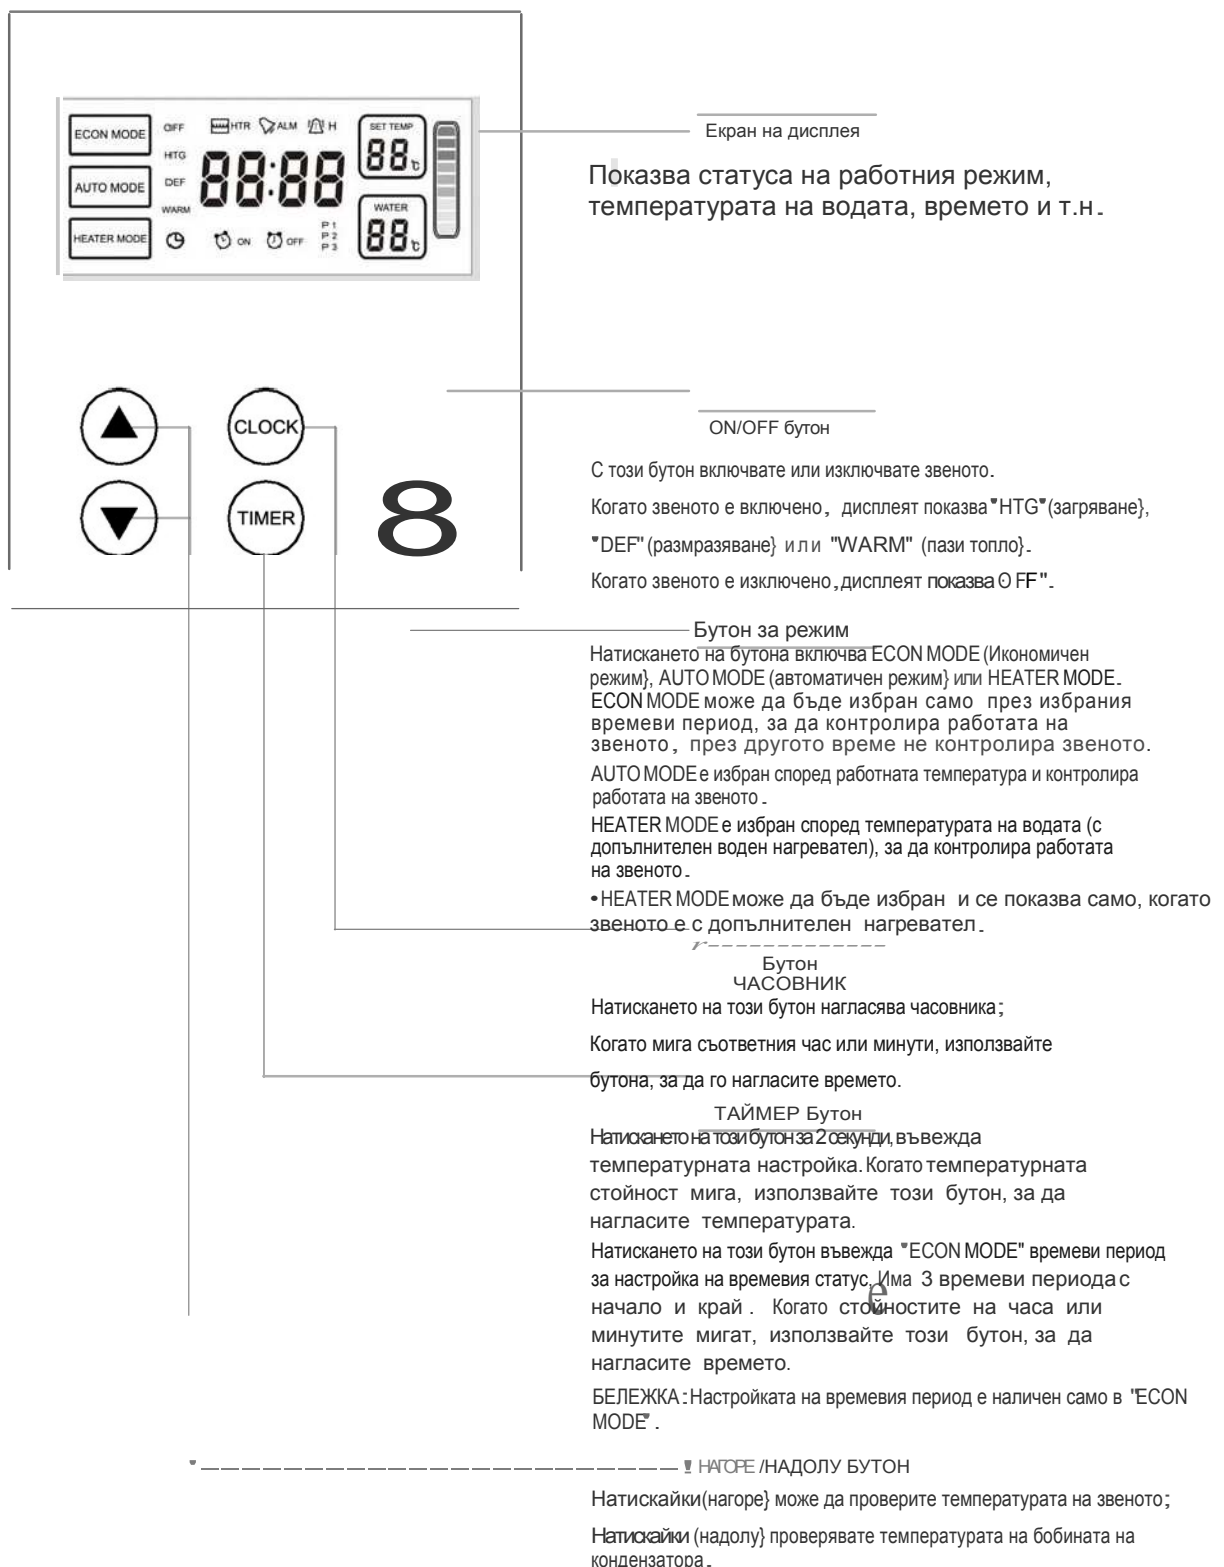 ECON MODE
OFF
HTR ALM H
SET TEMP
88:88
88 °C
HTG
AUTO MODE
DEF
WARM
WATER
88 °C
HEATER MODE
ON OFF
P 1
P 2
P 3
Екран на дисплея
Показва статуса на работния режим,
температурата на водата, времето и т.н.
CLOCK
TIMER
8
ON/OFF бутон
С този бутон включвате или изключвате звеното.
Когато звеното е включено, дисплеят показва "HTG" (загряване},
"DEF" (размразяване} или "WARM" (пази топло}.
Когато звеното е изключено, дисплеят показва OFF".
Бутон за режим
Натискането на бутона включва ECON MODE (Икономичен
режим}, AUTO MODE (автоматичен режим} или HEATER MODE.
ECON MODE може да бъде избран само през избрания
времеви период, за да контролира работата на
звеното, през другото време не контролира звеното.
AUTO MODE е избран според работната температура и контролира
работата на звеното.
HEATER MODE е избран според температурата на водата (с
допълнителен воден нагревател), за да контролира работата
на звеното.
•HEATER MODE може да бъде избран и се показва само, когато
звеното е с допълнителен нагревател.
Бутон
ЧАСОВНИК
Натискането на този бутон нагласява часовника;
Когато мига съответния час или минути, използвайте
бутона, за да го нагласите времето.
ТАЙМЕР Бутон
Натискането на този бутон за 2 секунди, въвежда
температурната настройка. Когато температурната
стойност мига, използвайте този бутон, за да
нагласите температурата.
Натискането на този бутон въвежда "ECON MODE" времеви период
за настройка на времевия статус. Има 3 времеви периода с
начало и край . Когато стойностите на часа или
минутите мигат, използвайте този бутон, за да
нагласите времето.
БЕЛЕЖКА: Настройката на времевия период е наличен само в "ECON
MODE" .
НАГОРЕ /НАДОЛУ БУТОН
Натискайки(нагоре} може да проверите температурата на звеното;
Натискайки (надолу} проверявате температурата на бобината на
кондензатора.